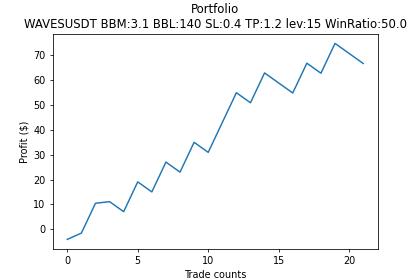 Portfolio
WAVESUSDT BBM:3.1 BBL:140 SL:0.4 TP:1.2 lev:15 WinRatio:50.0
Profit ($)
70
60
50
40
30
20
10
0
0 5 10 15 20
Trade counts